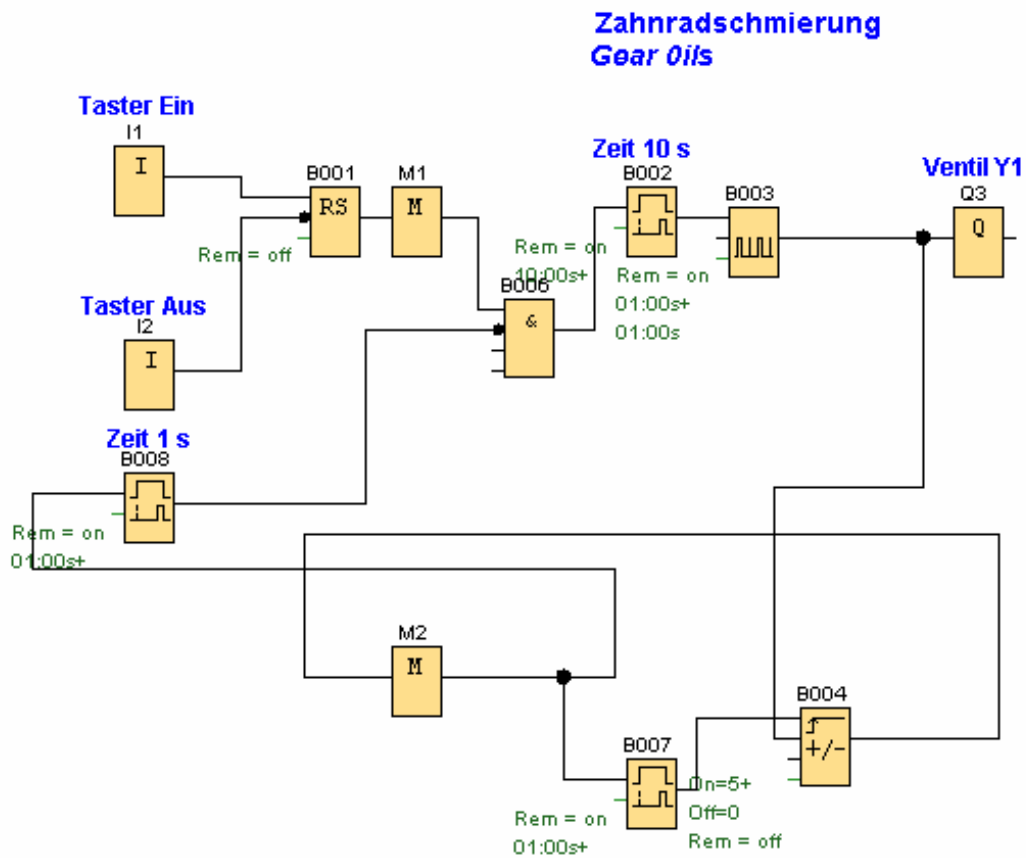 Zahnradschmierung
Gear 0ils
Taster Ein
I1
I
B001
RS
Rem = off
M1
M
Zeit 10 s
B002
Rem = on
10:00s+
B003
Rem = on
01:00s+
01:00s
Ventil Y1
Q3
Q
Taster Aus
I2
I
B006
&
Zeit 1 s
B008
Rem = on
01:00s+
M2
M
B004
+/-
B007
Rem = on
01:00s+
On=5+
Off=0
Rem = off